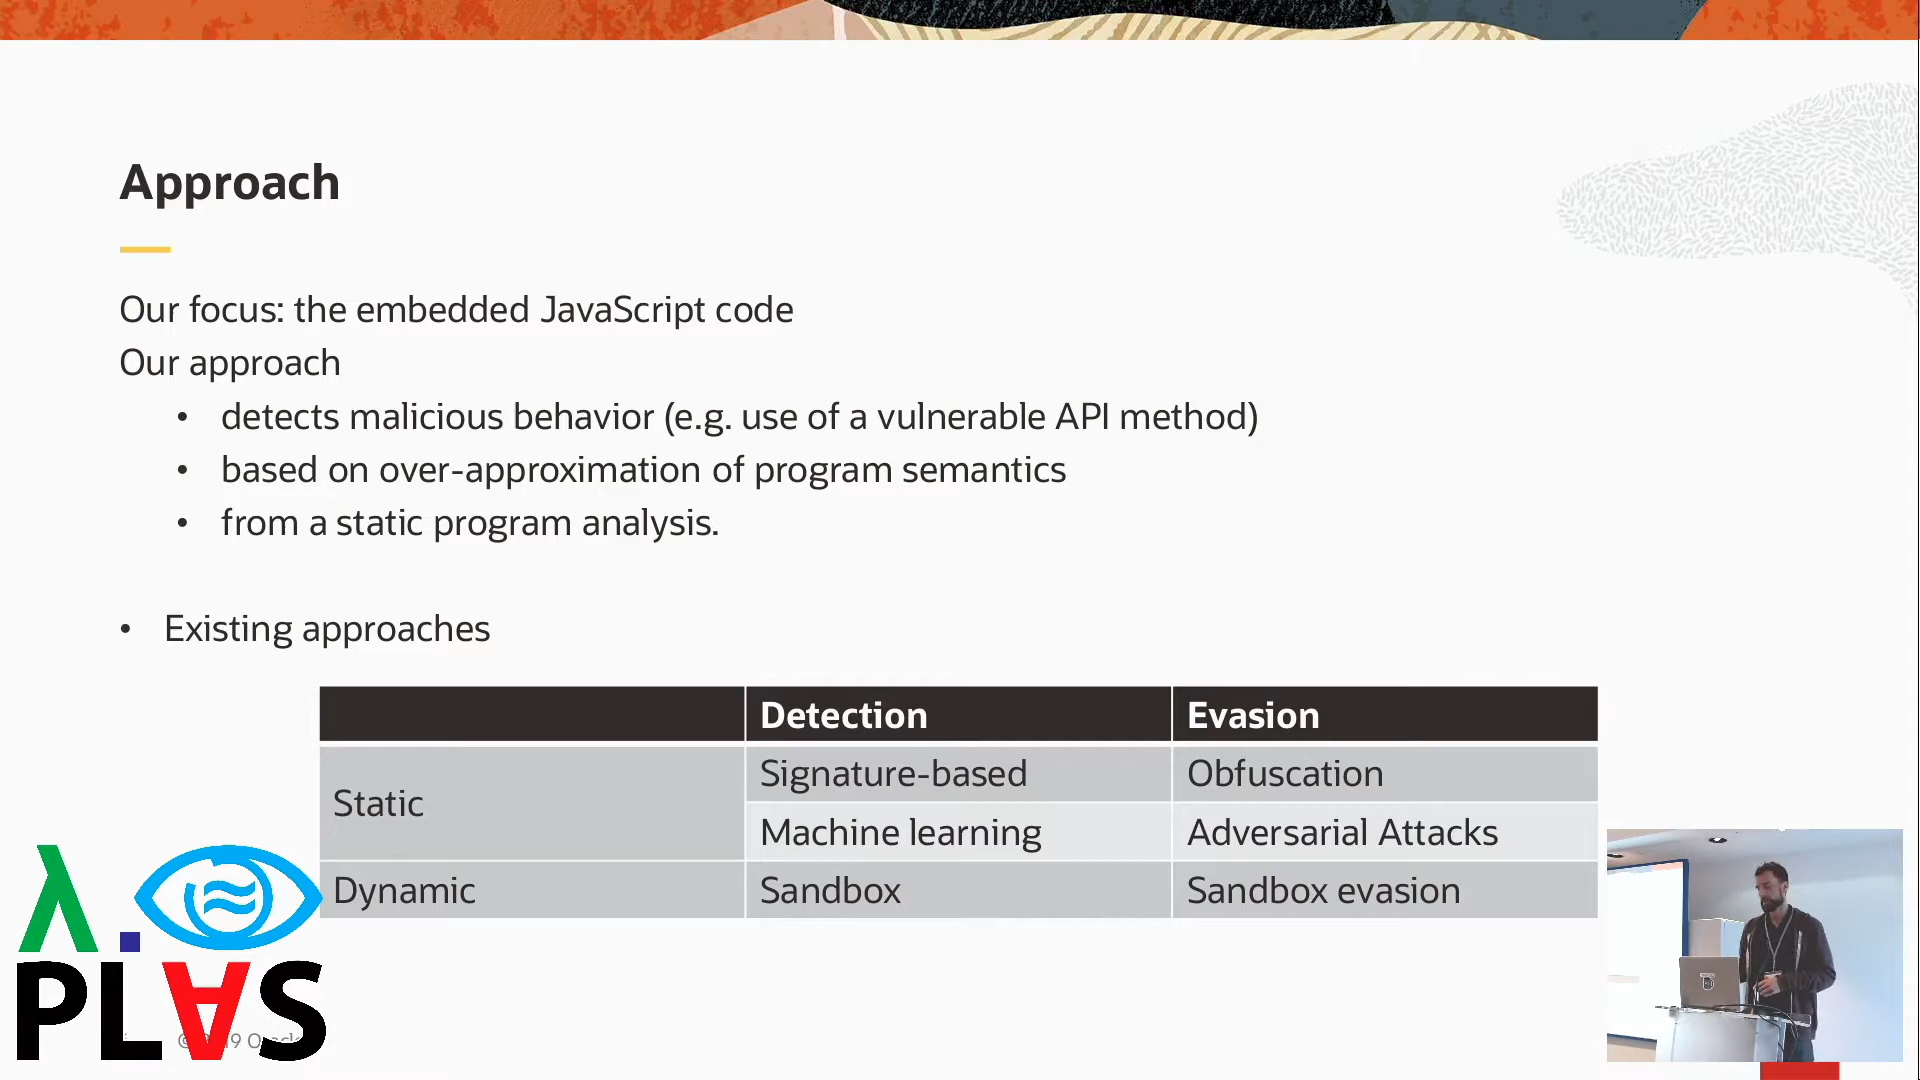 Approach
Our focus: the embedded JavaScript code
Our approach
• detects malicious behavior (e.g. use of a vulnerable API method)
• based on over-approximation of program semantics
• from a static program analysis.
• Existing approaches
Detection Evasion
Static
Signature-based Obfuscation
Machine learning Adversarial Attacks
Dynamic Sandbox Sandbox evasion
λ.
PL∀S